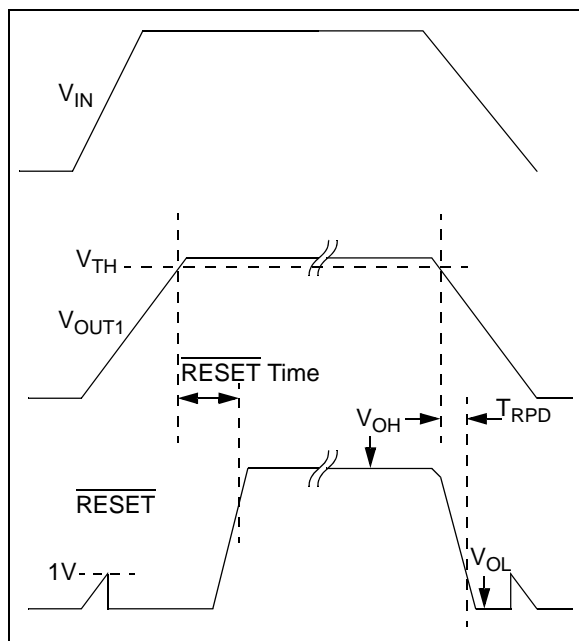 V_IN
V_TH
V_OUT1
RESET Time
V_OH
T_RPD
RESET
1V
V_OL